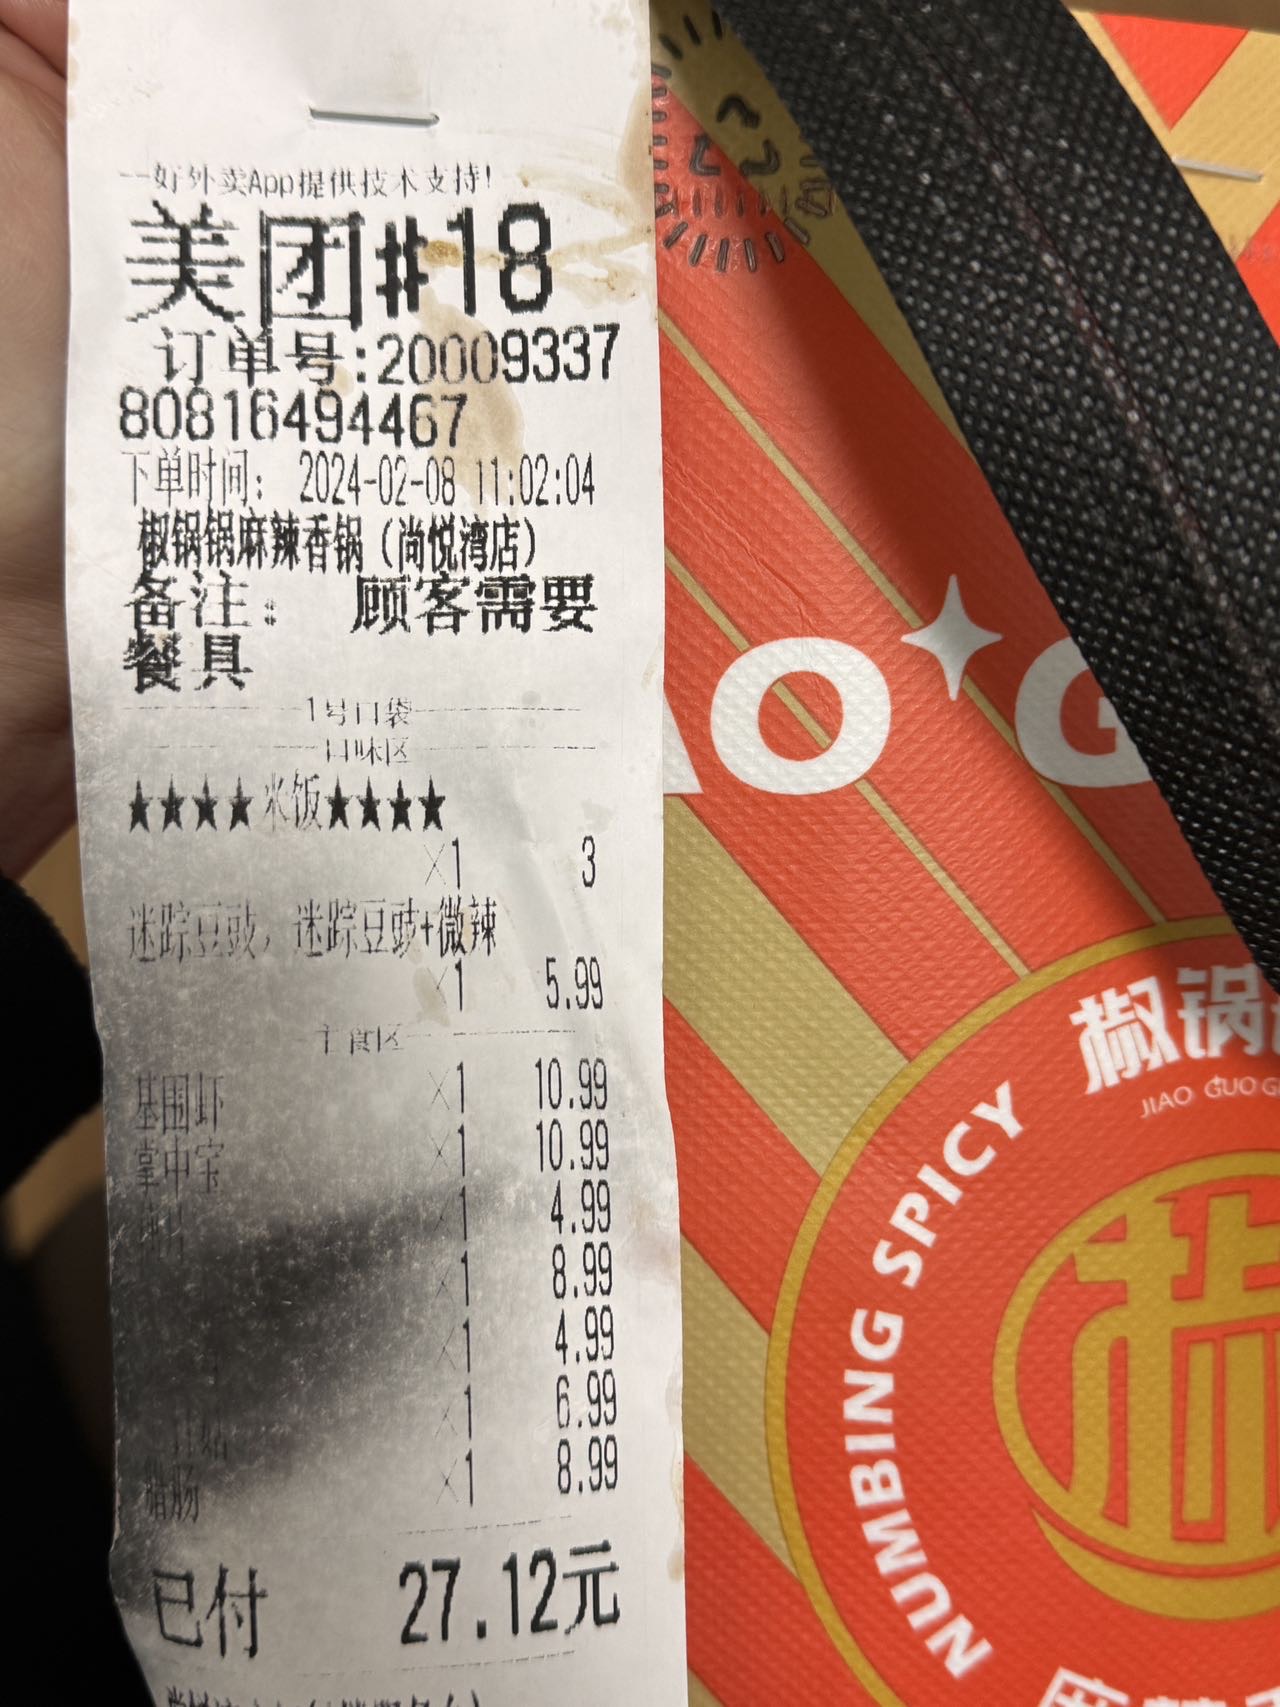 一好外卖App提供技术支持!
美团#18
订单号:20009337
80816494467
下单时间: 2024-02-08 11:02:04
椒锅锅麻辣香锅(尚悦湾店)
备注: 顾客需要
餐具
1号口袋
口味区
★★★★米饭★★★★
×1 3
迷踪豆豉, 迷踪豆豉+微辣
×1 5.99
主食区
基围虾 ×1 10.99
掌中宝 ×1 10.99
×1 4.99
×1 8.99
×1 4.99
×1 6.99
腊肠 ×1 8.99
已付 27.12元
AO G
椒锅
JIAO GUO G
NUMBING SPICY
椒